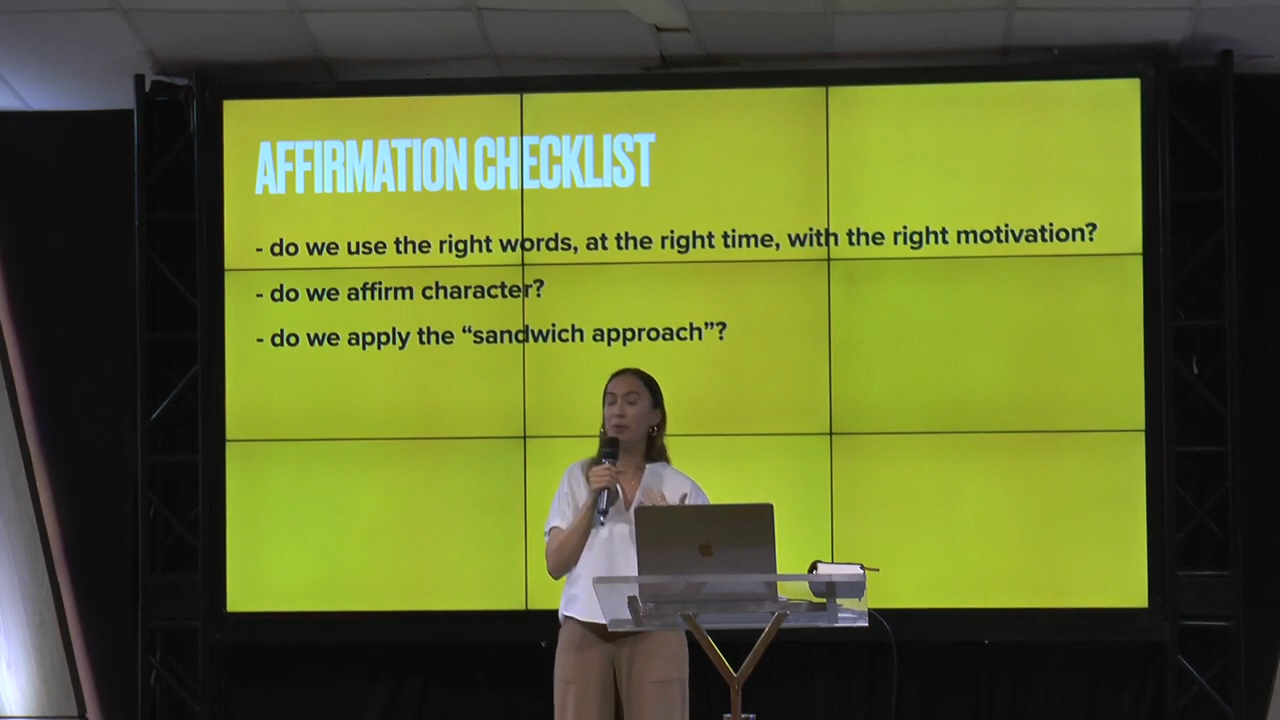 AFFIRMATION CHECKLIST
- do we use the right words, at the right time, with the right motivation?
- do we affirm character?
- do we apply the “sandwich approach”?